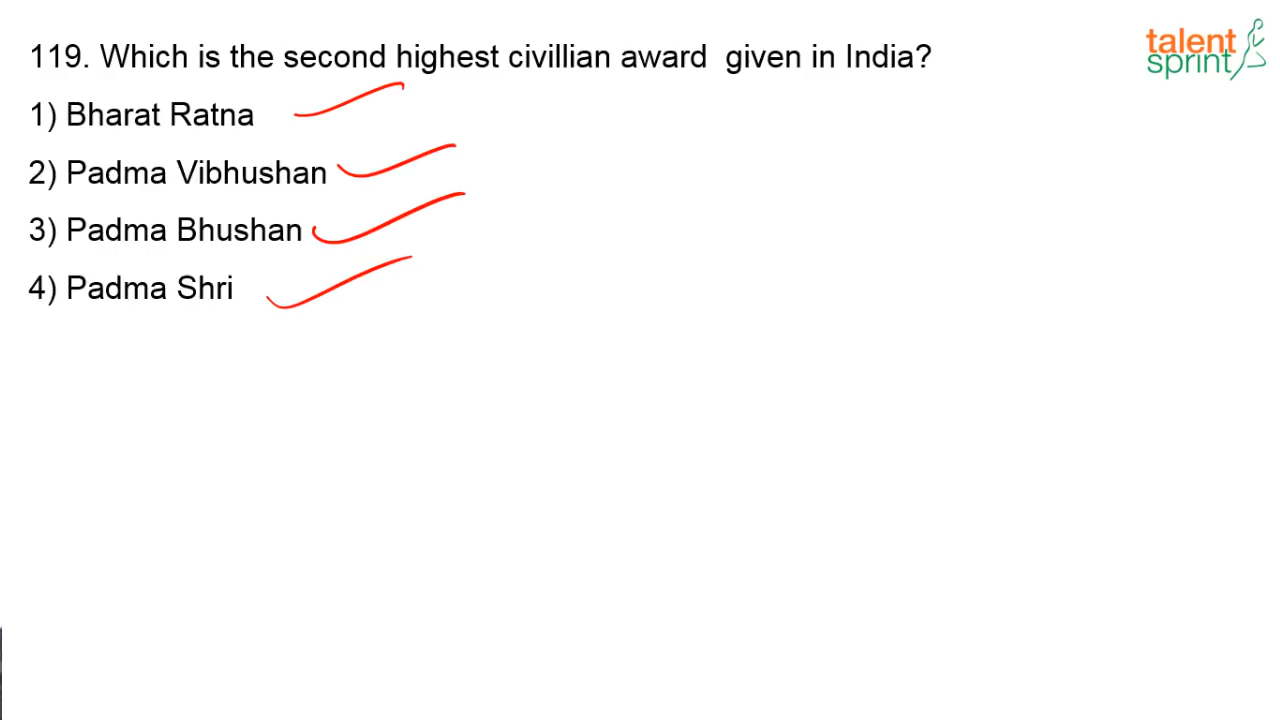 119. Which is the second highest civillian award  given in India?
1) Bharat Ratna
2) Padma Vibhushan
3) Padma Bhushan
4) Padma Shri
talent
sprint